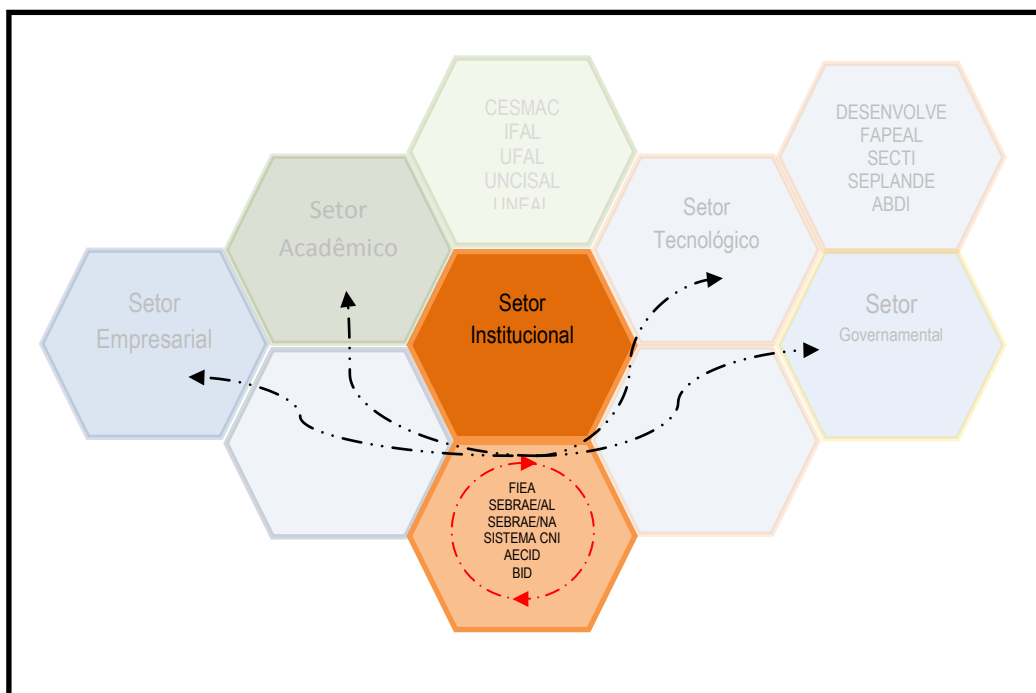 CESMAC
IFAL
UFAL
UNCISAL
UNEAL
DESENVOLVE
FAPEAL
SECTI
SEPLANDE
ABDI
Setor
Acadêmico
Setor
Tecnológico
Setor
Empresarial
Setor
Institucional
Setor
Governamental
FIEA
SEBRAE/AL
SEBRAE/NA
SISTEMA CNI
AECID
BID